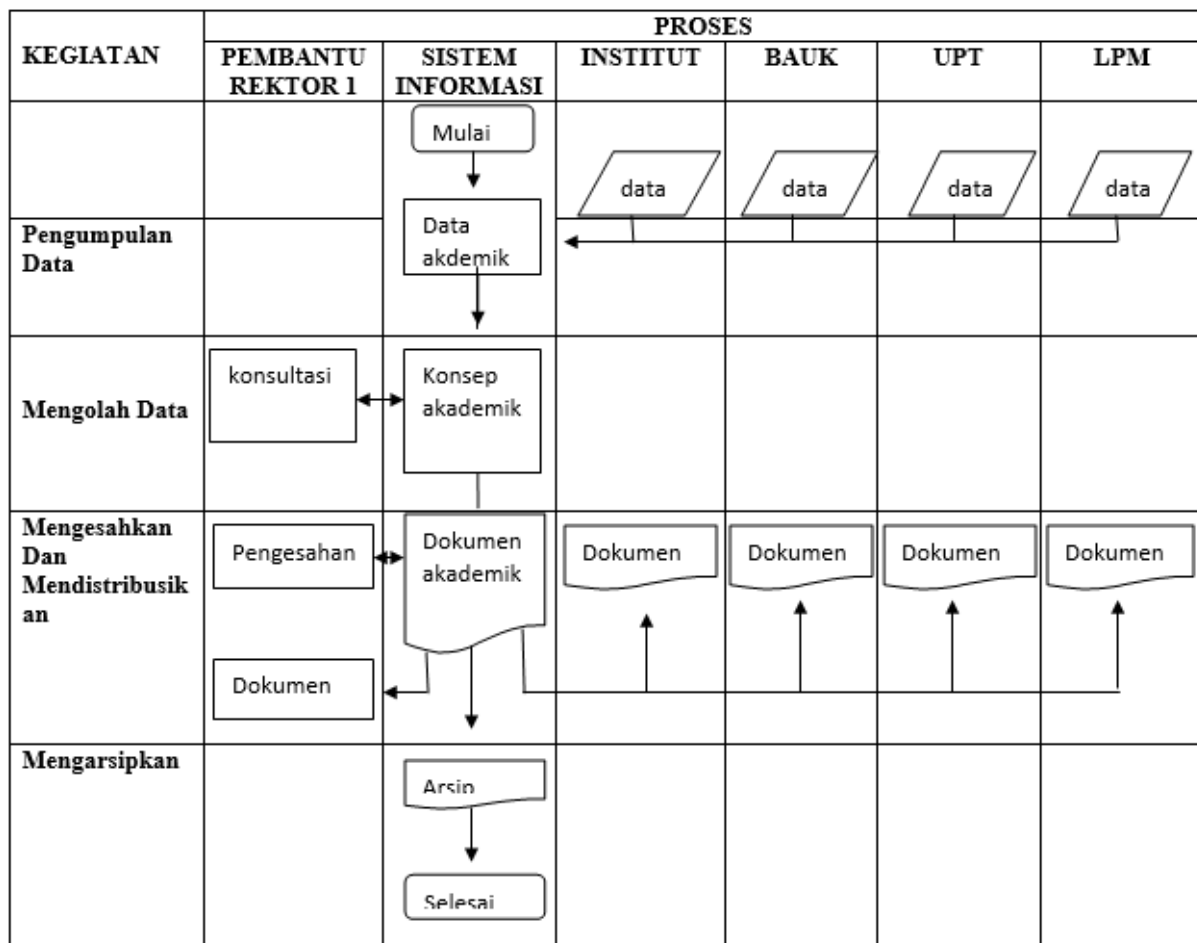 PROSES
KEGIATAN
PEMBANTU
REKTOR 1
SISTEM
INFORMASI
INSTITUT
BAUK
UPT
LPM
Mulai
data
data
data
data
Pengumpulan
Data
Data
akdemik
Mengolah Data
konsultasi
Konsep
akademik
Mengesahkan
Dan
Mendistribusik
an
Pengesahan
Dokumen
akademik
Dokumen
Dokumen
Dokumen
Dokumen
Dokumen
Mengarsipkan
Arsip
Selesai